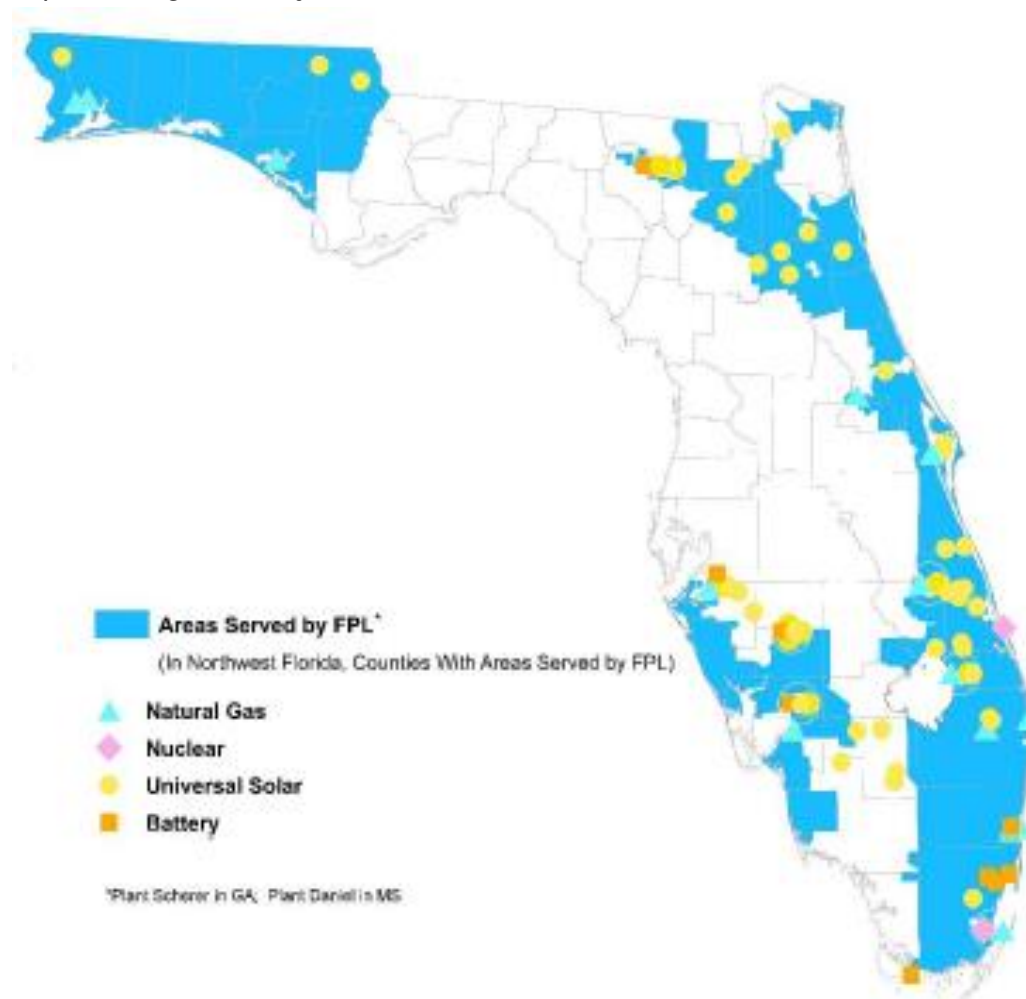 Areas Served by FPL*
(In Northwest Florida, Counties With Areas Served by FPL)
Natural Gas
Nuclear
Universal Solar
Battery
*Plant Scherer in GA; Plant Daniel in MS